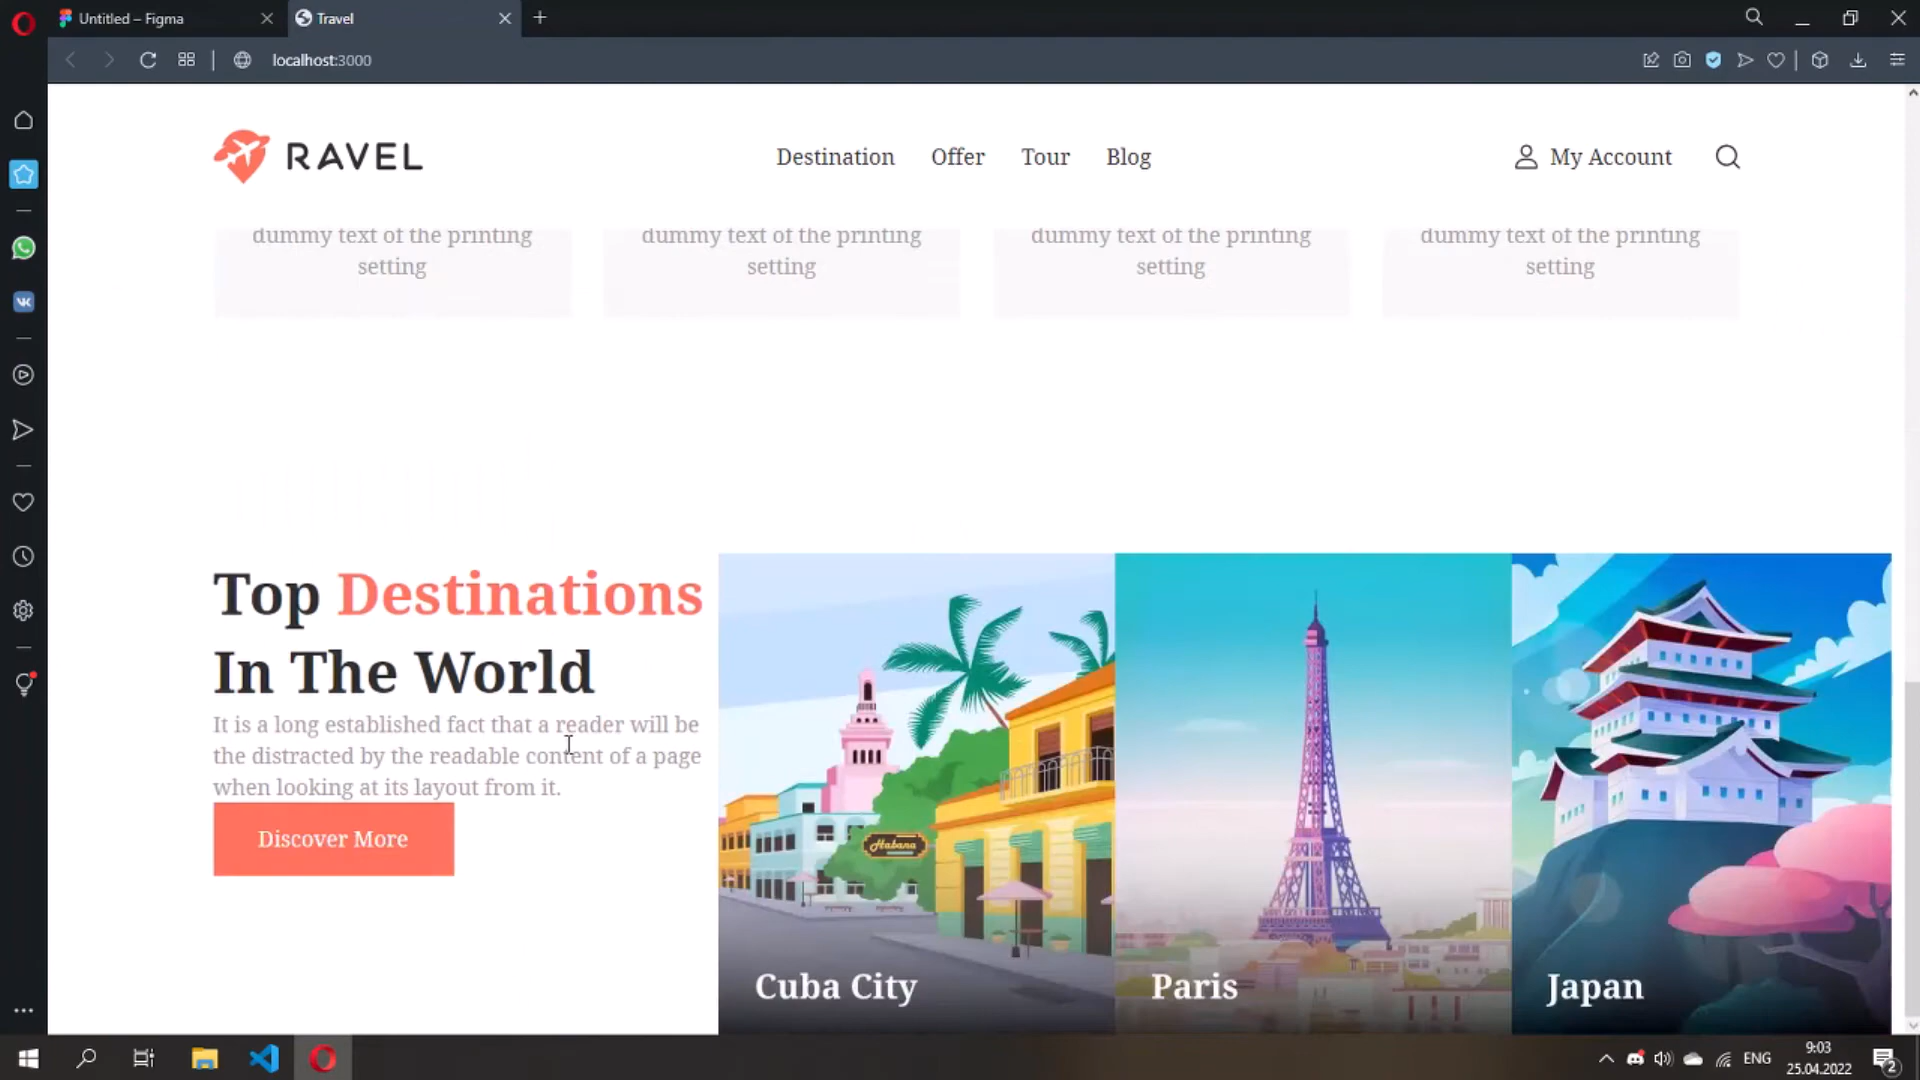 Untitled – Figma
Travel
localhost:3000
RAVEL
Destination Offer Tour Blog
My Account
dummy text of the printing
setting
dummy text of the printing
setting
dummy text of the printing
setting
dummy text of the printing
setting
Top Destinations
In The World
It is a long established fact that a reader will be
the distracted by the readable content of a page
when looking at its layout from it.
Discover More
Habana
Cuba City
Paris
Japan
ENG
9:03
25.04.2022
2